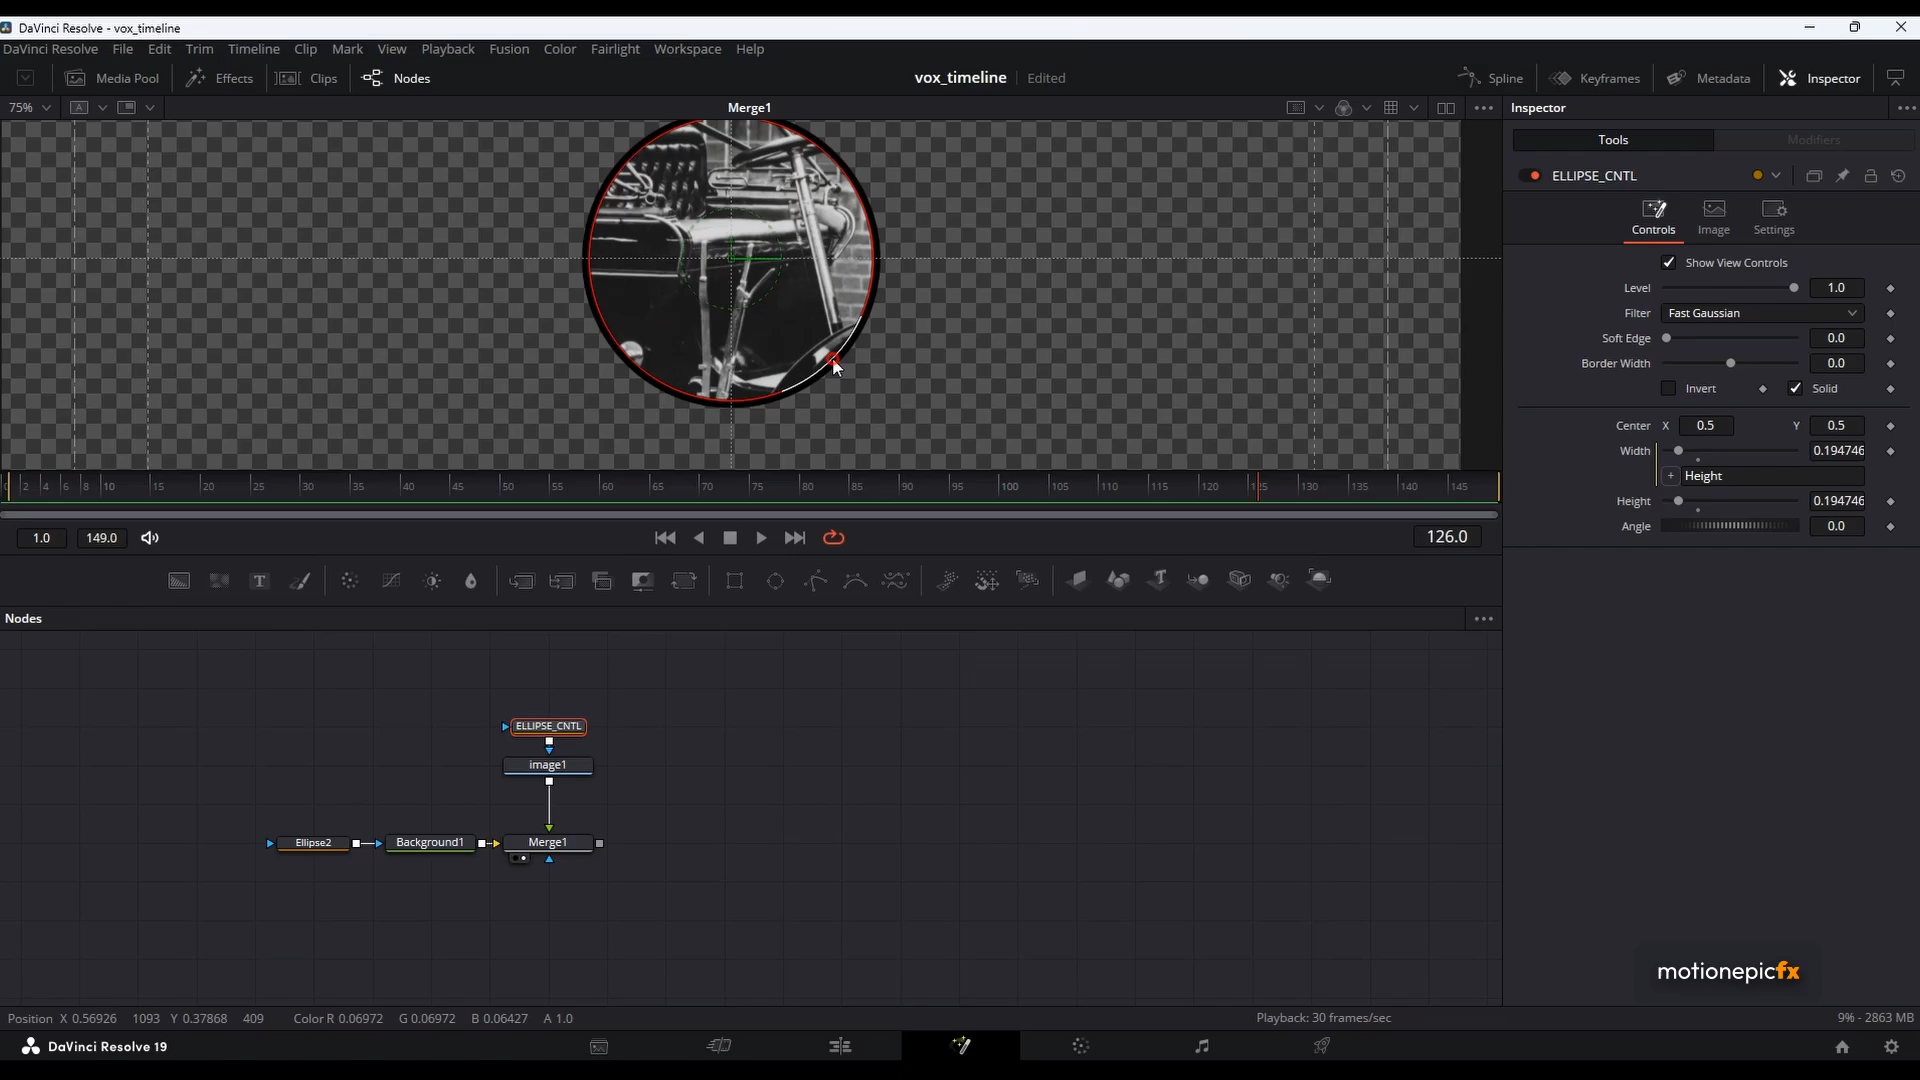 DaVinci Resolve - vox_timeline
DaVinci Resolve File Edit Trim Timeline Clip Mark View Playback Fusion Color Fairlight Workspace Help
Media Pool Effects Clips Nodes vox_timeline Edited Spline Keyframes Metadata Inspector
75% A Merge1 Inspector
Tools Modifiers
ELLIPSE_CNTL
Controls Image Settings
Show View Controls
Level 1.0
Filter Fast Gaussian
Soft Edge 0.0
Border Width 0.0
Invert Solid
Center X 0.5 Y 0.5
Width 0.194746
+ Height
Height 0.194746
Angle 0.0
2 4 6 8 10 15 20 25 30 35 40 45 50 55 60 65 70 75 80 85 90 95 100 105 110 115 120 125 130 135 140 145
1.0 149.0 126.0
T T
Nodes
ELLIPSE_CNTL
image1
Ellipse2 Background1 Merge1
motionepicfx
Position X 0.56926 1093 Y 0.37868 409 Color R 0.06972 G 0.06972 B 0.06427 A 1.0 Playback: 30 frames/sec 9% - 2863 MB
DaVinci Resolve 19